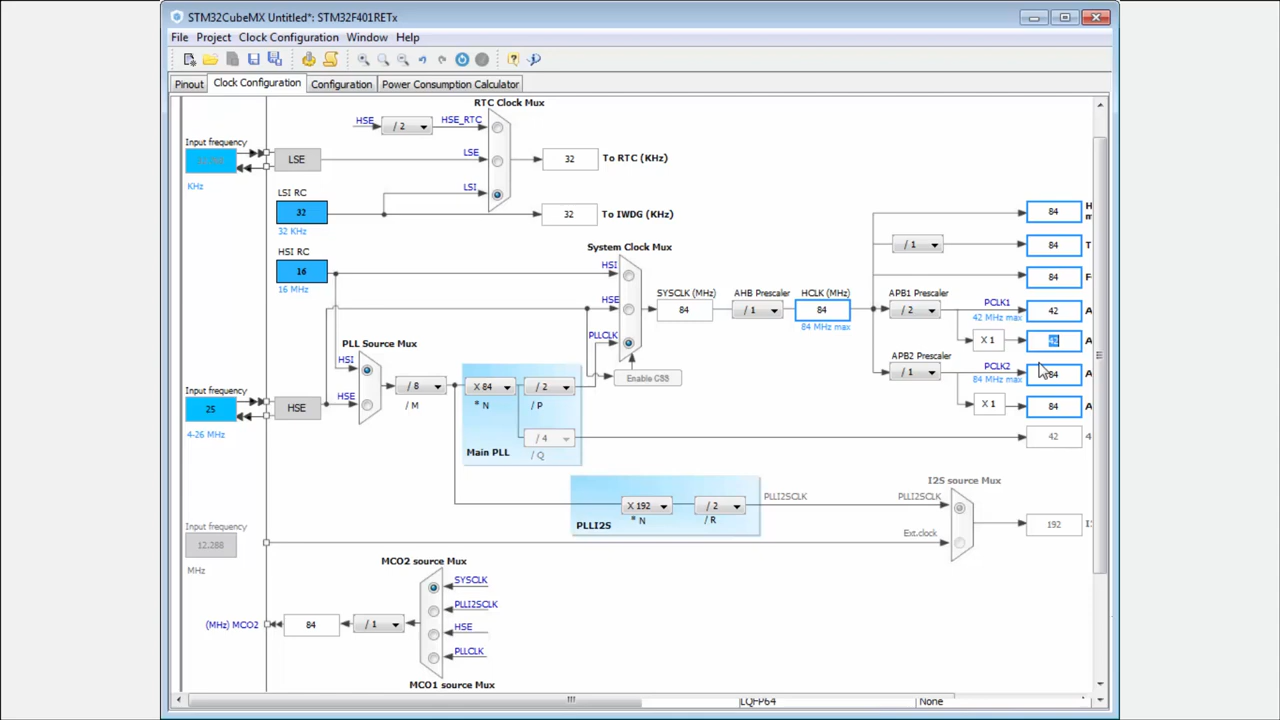 STM32CubeMX Untitled*: STM32F401RETx
File Project Clock Configuration Window Help
Pinout Clock Configuration Configuration Power Consumption Calculator
RTC Clock Mux
HSE / 2 HSE_RTC
Input frequency
LSE
LSE
32
To RTC (KHz)
KHz
LSI RC
LSI
32
32 KHz
32
To IWDG (KHz)
84
HSI RC
System Clock Mux
/ 1
84
HSI
16
16 MHz
84
SYSCLK (MHz) AHB Prescaler HCLK (MHz) APB1 Prescaler
HSE
84
/ 1
84
84 MHz max
/ 2
PCLK1
42 MHz max
42
PLLCLK
PLL Source Mux
X 1
42
HSI
APB2 Prescaler
PCLK2
84 MHz max
/ 1
84
Enable CSS
/ 8
/ M
X 84
* N
/ 2
/ P
Input frequency
HSE
25
HSE
4-26 MHz
X 1
84
/ 4
/ Q
42
Main PLL
I2S source Mux
PLLI2SCLK
PLLI2SCLK
X 192
* N
/ 2
/ R
PLLI2S
Input frequency
12.288
MHz
Ext.clock
192
MCO2 source Mux
SYSCLK
PLLI2SCLK
(MHz) MCO2
84
/ 1
HSE
PLLCLK
MCO1 source Mux
LQFP64 None